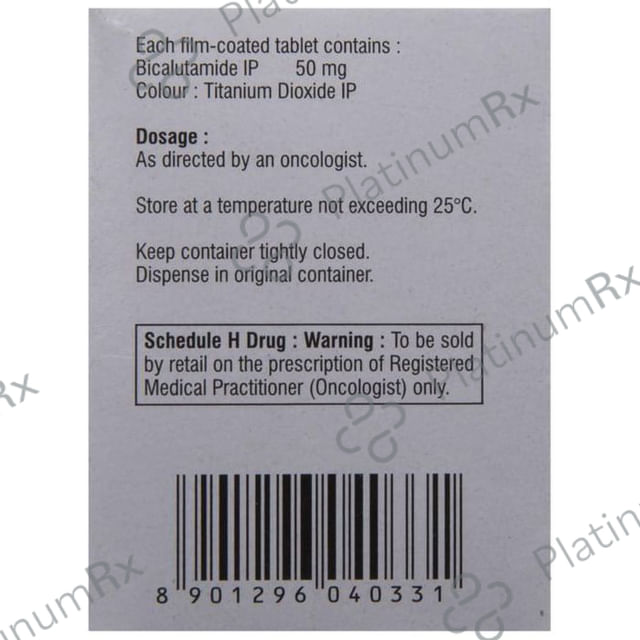 Each film-coated tablet contains :
Bicalutamide IP 50 mg
Colour : Titanium Dioxide IP
Dosage :
As directed by an oncologist.
Store at a temperature not exceeding 25°C.
Keep container tightly closed.
Dispense in original container.
Schedule H Drug : Warning : To be sold
by retail on the prescription of Registered
Medical Practitioner (Oncologist) only.
8 901296 040331
PlatinumRx
PlatinumRx
Rx
PlatinumRx
Platin